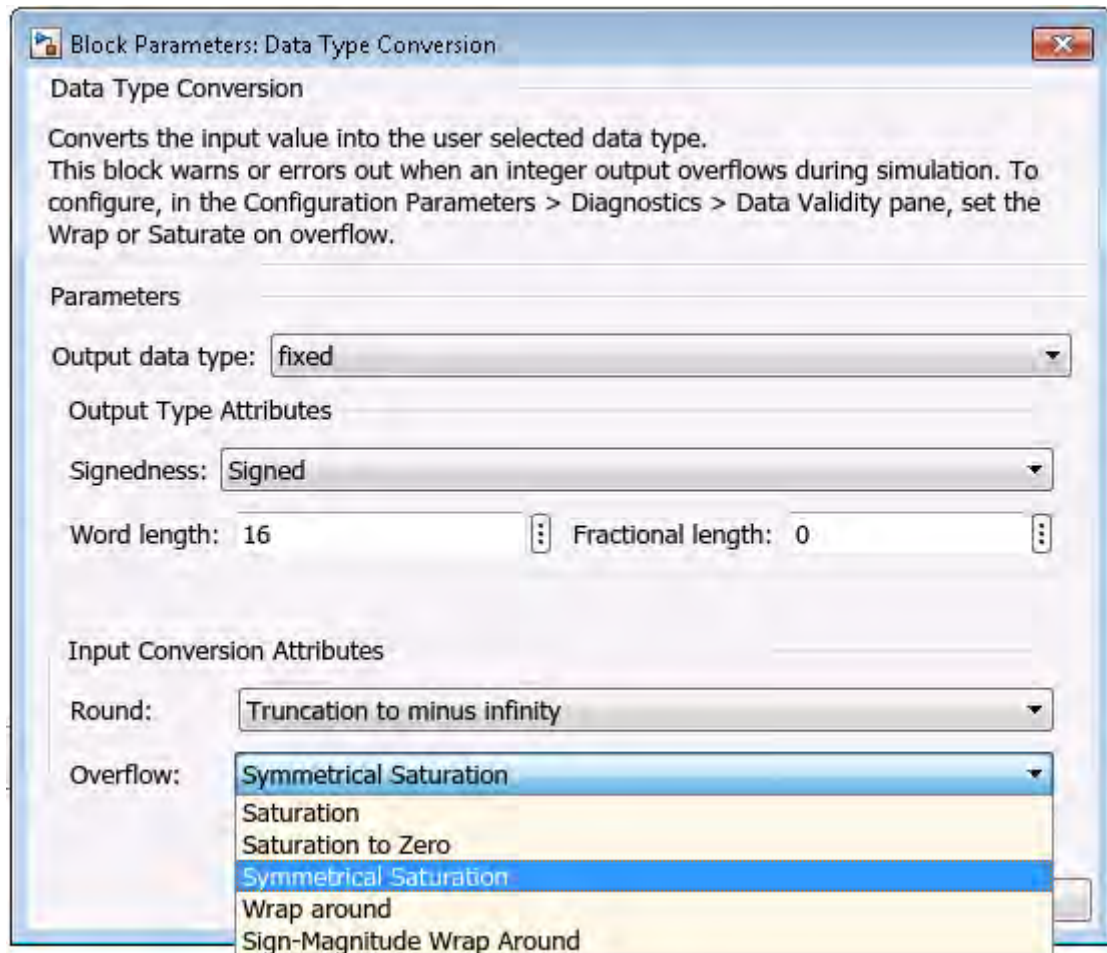 Block Parameters: Data Type Conversion
Data Type Conversion
Converts the input value into the user selected data type.
This block warns or errors out when an integer output overflows during simulation. To
configure, in the Configuration Parameters > Diagnostics > Data Validity pane, set the
Wrap or Saturate on overflow.
Parameters
Output data type: fixed
Output Type Attributes
Signedness: Signed
Word length: 16 Fractional length: 0
Input Conversion Attributes
Round: Truncation to minus infinity
Overflow: Symmetrical Saturation
Saturation
Saturation to Zero
Symmetrical Saturation
Wrap around
Sign-Magnitude Wrap Around